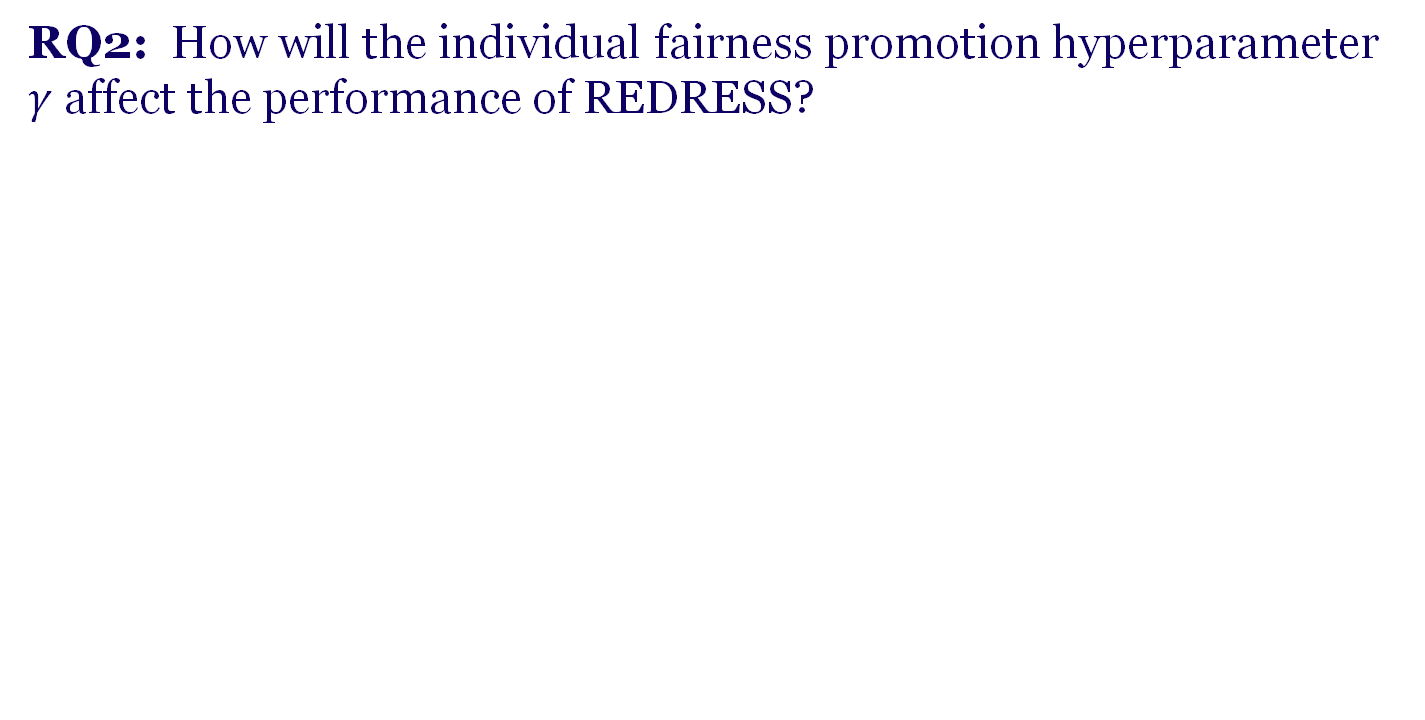 RQ2: How will the individual fairness promotion hyperparameter
γ affect the performance of REDRESS?